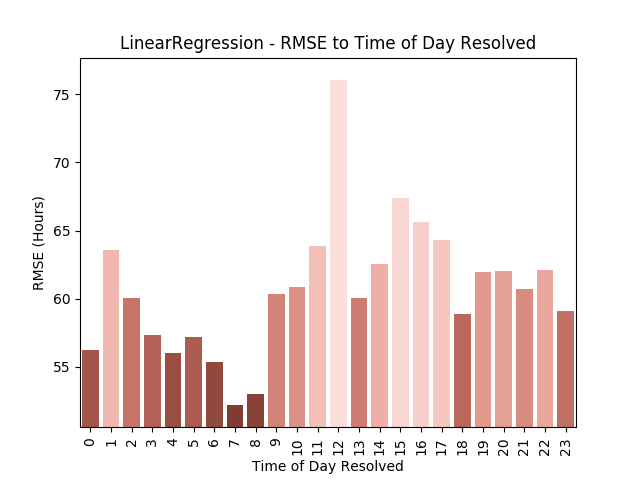 LinearRegression - RMSE to Time of Day Resolved
75
70
65
60
55
RMSE (Hours)
0 1 2 3 4 5 6 7 8 9 10 11 12 13 14 15 16 17 18 19 20 21 22 23
Time of Day Resolved